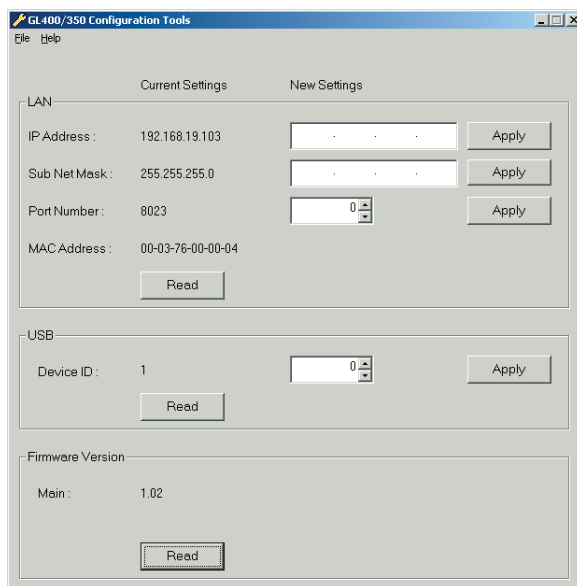 GL400/350 Configuration Tools
File Help
Current Settings New Settings
LAN
IP Address : 192.168.19.103 . . . Apply
Sub Net Mask : 255.255.255.0 . . . Apply
Port Number : 8023 0 Apply
MAC Address : 00-03-76-00-00-04
Read
USB
Device ID : 1 0 Apply
Read
Firmware Version
Main : 1.02
Read